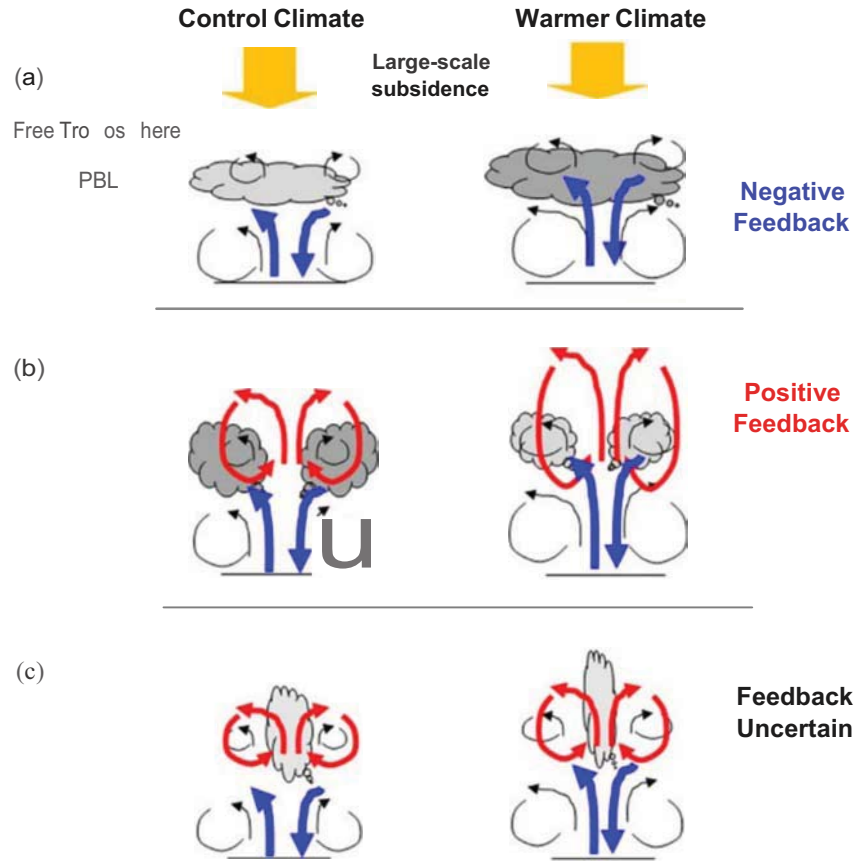 Control Climate
Warmer Climate
Large-scale
subsidence
(a)
Free Tro os here
PBL
Negative
Feedback
(b)
Positive
Feedback
u
(c)
Feedback
Uncertain